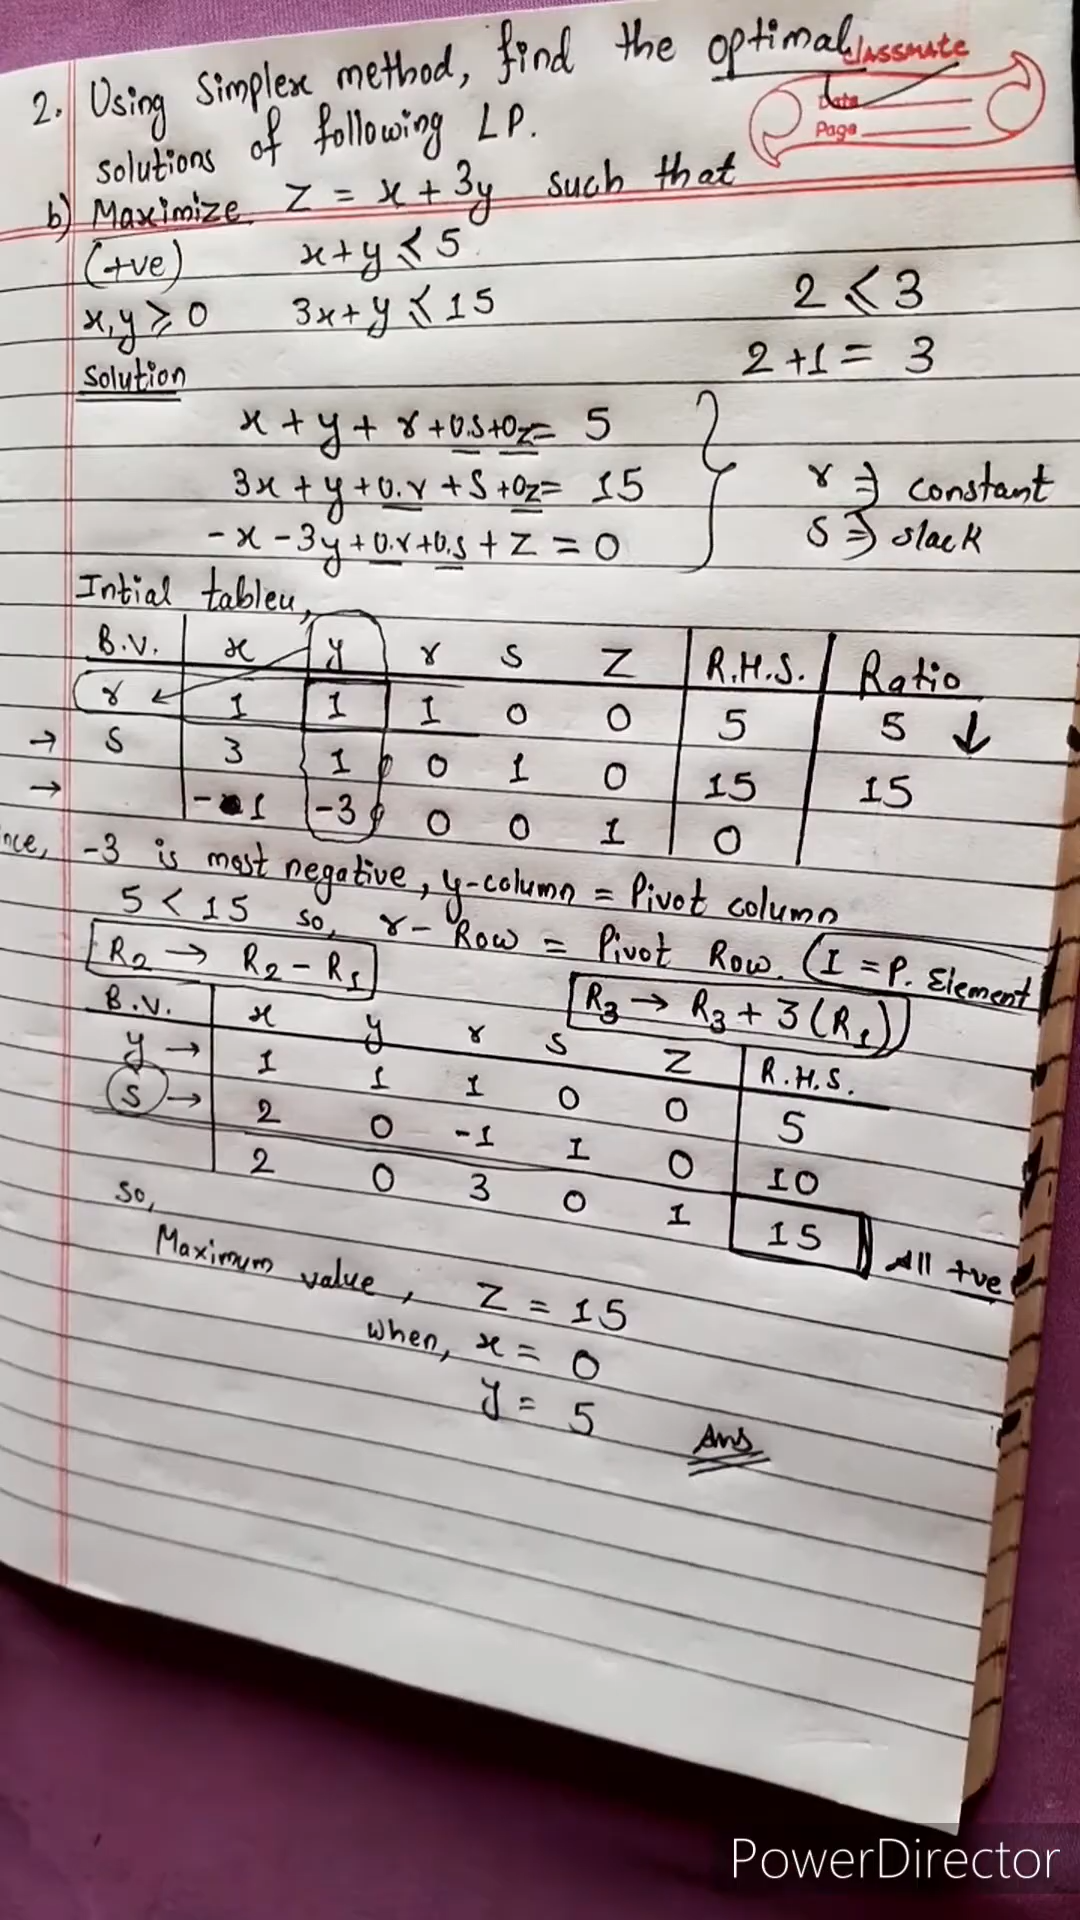 2. Using Simplex method, find the optimal
classmate
Date
Page
solutions of following LP.
b) Maximize Z = x + 3y such that
(+ve) x+y ≤ 5
x,y ≥ 0 3x+y ≤ 15 2 ≤ 3
2 +1 = 3
Solution
x + y + r +0.s+0z= 5
3x + y +0.r + s +0z= 15 r ⇒ constant
-x -3y+0.r+0.s + z = 0 s ⇒ slack
Intial tableu,
B.V. x y r s z R.H.S. Ratio
r 1 1 1 0 0 5 5 ↓
→ s 3 1 0 1 0 15 15
→ -1 -3 0 0 1 0
nce, -3 is most negative, y-column = Pivot column
5 < 15 so, r-Row = Pivot Row. (1 = P. Element
R2 → R2 - R1
R3 → R3 + 3(R1))
B.V. x y r s z R.H.S.
y → 1 1 1 0 0 5
s → 2 0 -1 1 0 10
2 0 3 0 1 15 All +ve
so,
Maximum value, Z = 15
when, x = 0
y = 5 Ans
PowerDirector